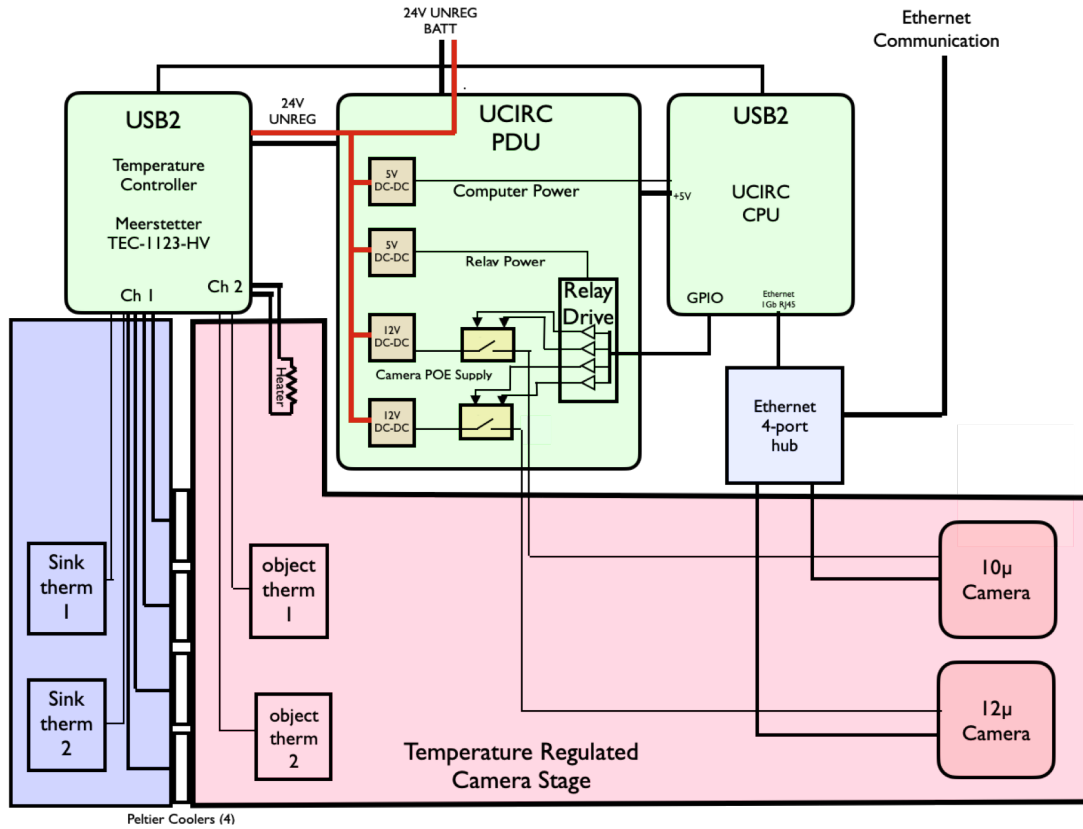 24V UNREG
BATT
Ethernet
Communication
USB2
Temperature
Controller
Meerstetter
TEC-1123-HV
Ch 1
Ch 2
24V
UNREG
UCIRC
PDU
5V
DC-DC
Computer Power
5V
DC-DC
Relav Power
Relay
Drive
12V
DC-DC
Camera POE Supply
12V
DC-DC
USB2
+5V
UCIRC
CPU
GPIO
Ethernet
1Gb RJ45
Ethernet
4-port
hub
Heater
Sink
therm
1
object
therm
1
Sink
therm
2
object
therm
2
10μ
Camera
12μ
Camera
Temperature Regulated
Camera Stage
Peltier Coolers (4)